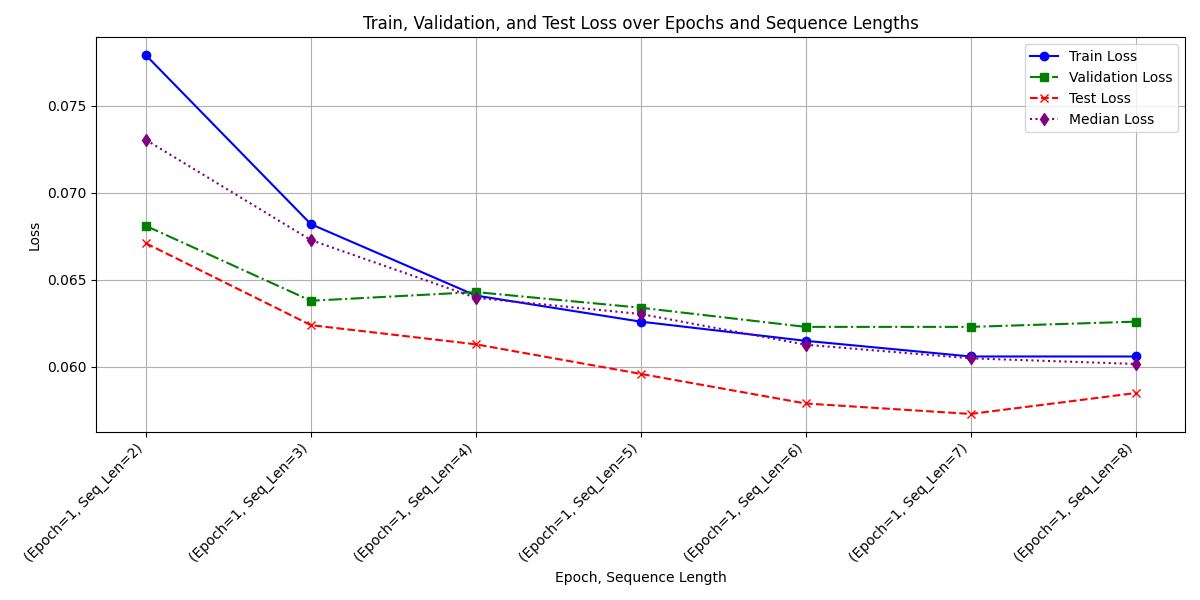 Train, Validation, and Test Loss over Epochs and Sequence Lengths
Train Loss
Validation Loss
Test Loss
Median Loss
Loss
0.075
0.070
0.065
0.060
(Epoch=1, Seq_Len=2)
(Epoch=1, Seq_Len=3)
(Epoch=1, Seq_Len=4)
(Epoch=1, Seq_Len=5)
(Epoch=1, Seq_Len=6)
(Epoch=1, Seq_Len=7)
(Epoch=1, Seq_Len=8)
Epoch, Sequence Length